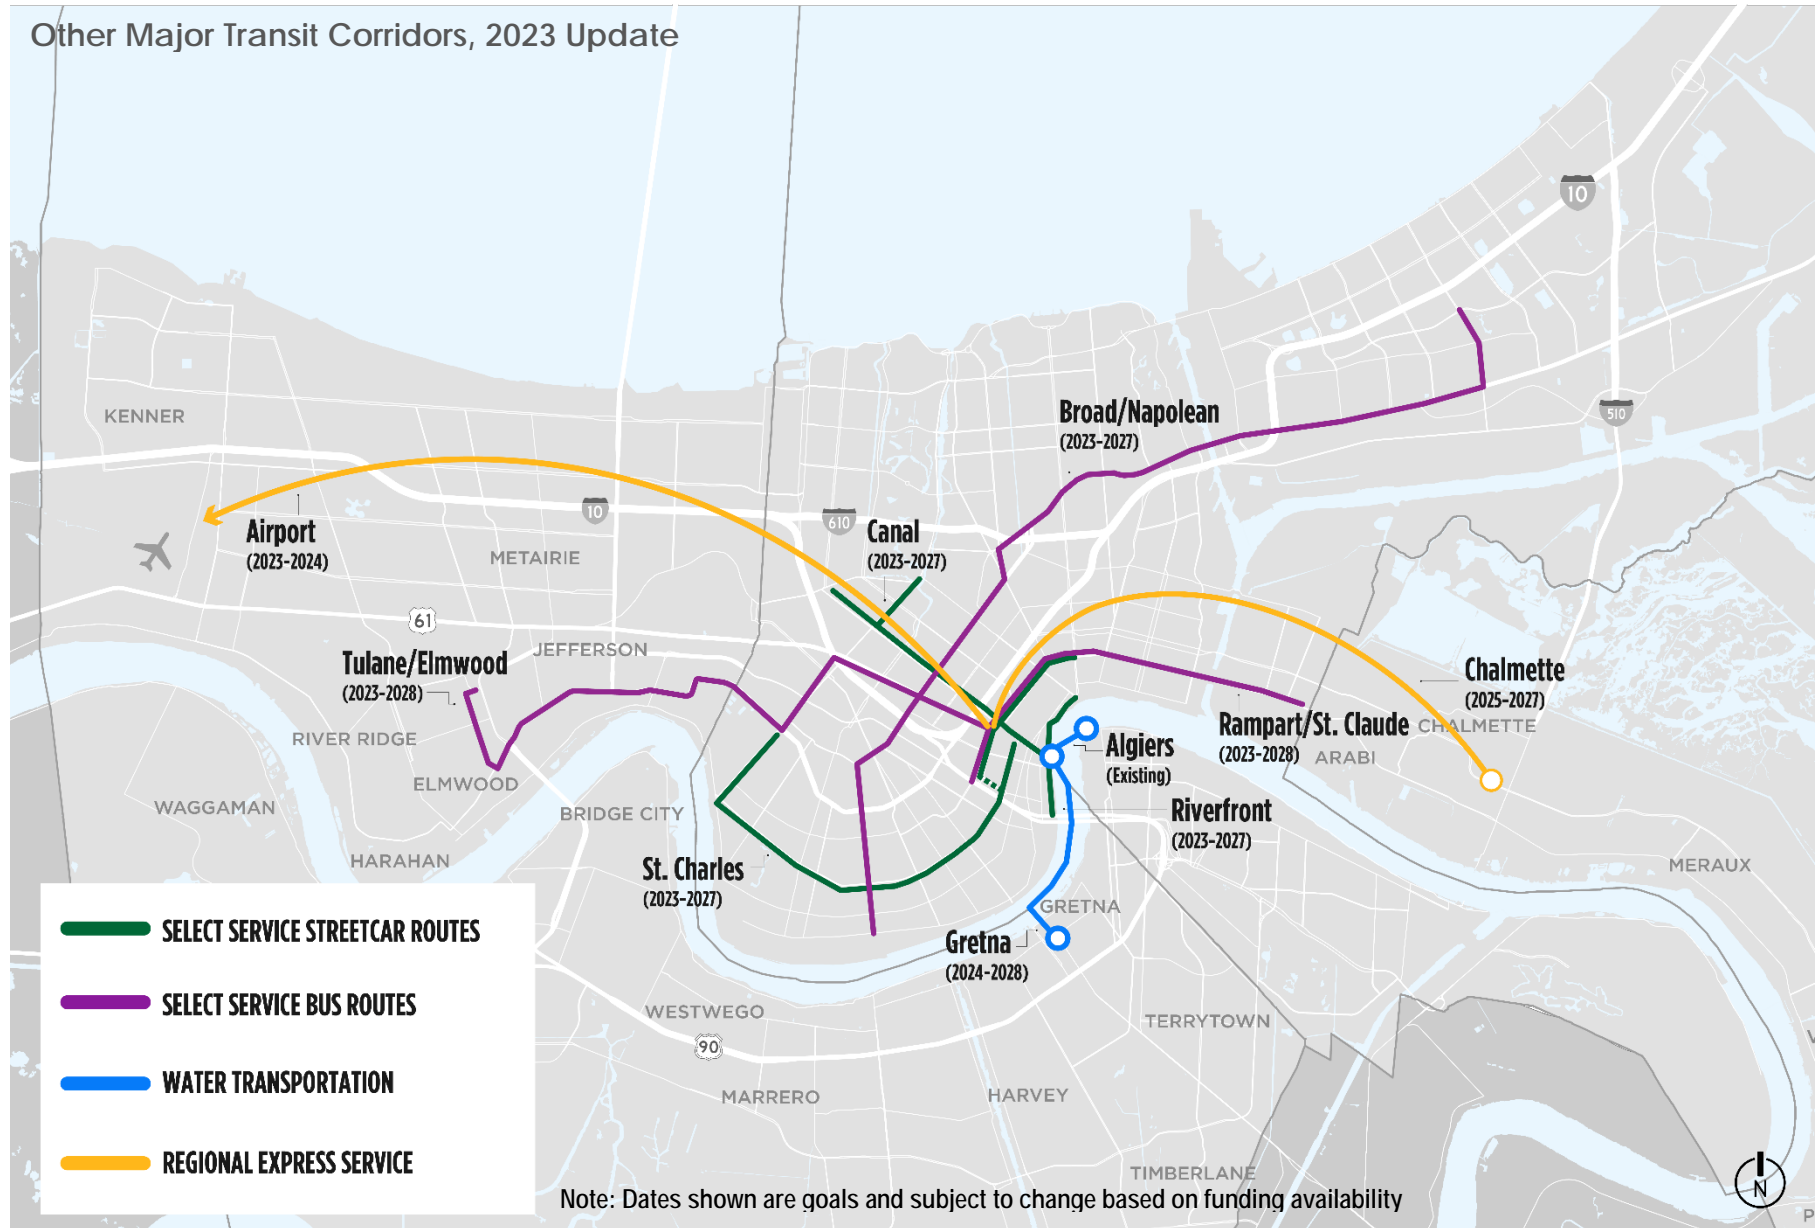 Other Major Transit Corridors, 2023 Update
10
KENNER
Broad/Napolean
(2023-2027)
510
10
610
Airport
(2023-2024)
Canal
(2023-2027)
METAIRIE
61
JEFFERSON
Tulane/Elmwood
(2023-2028)
Chalmette
(2025-2027)
RIVER RIDGE
Rampart/St. Claude
(2023-2028)
CHALMETTE
ARABI
Algiers
(Existing)
ELMWOOD
WAGGAMAN
BRIDGE CITY
Riverfront
(2023-2027)
HARAHAN
St. Charles
(2023-2027)
MERAUX
GRETNA
Gretna
(2024-2028)
SELECT SERVICE STREETCAR ROUTES
SELECT SERVICE BUS ROUTES
WATER TRANSPORTATION
REGIONAL EXPRESS SERVICE
WESTWEGO
TERRYTOWN
90
MARRERO
HARVEY
TIMBERLANE
N
Note: Dates shown are goals and subject to change based on funding availability